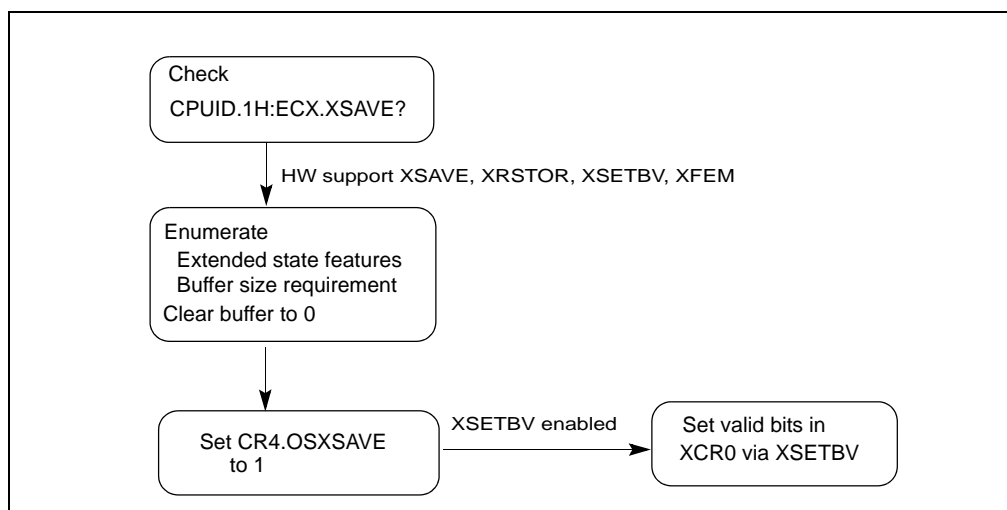 Check
CPUID.1H:ECX.XSAVE?
HW support XSAVE, XRSTOR, XSETBV, XFEM
Enumerate
Extended state features
Buffer size requirement
Clear buffer to 0
Set CR4.OSXSAVE
to 1
XSETBV enabled
Set valid bits in
XCR0 via XSETBV